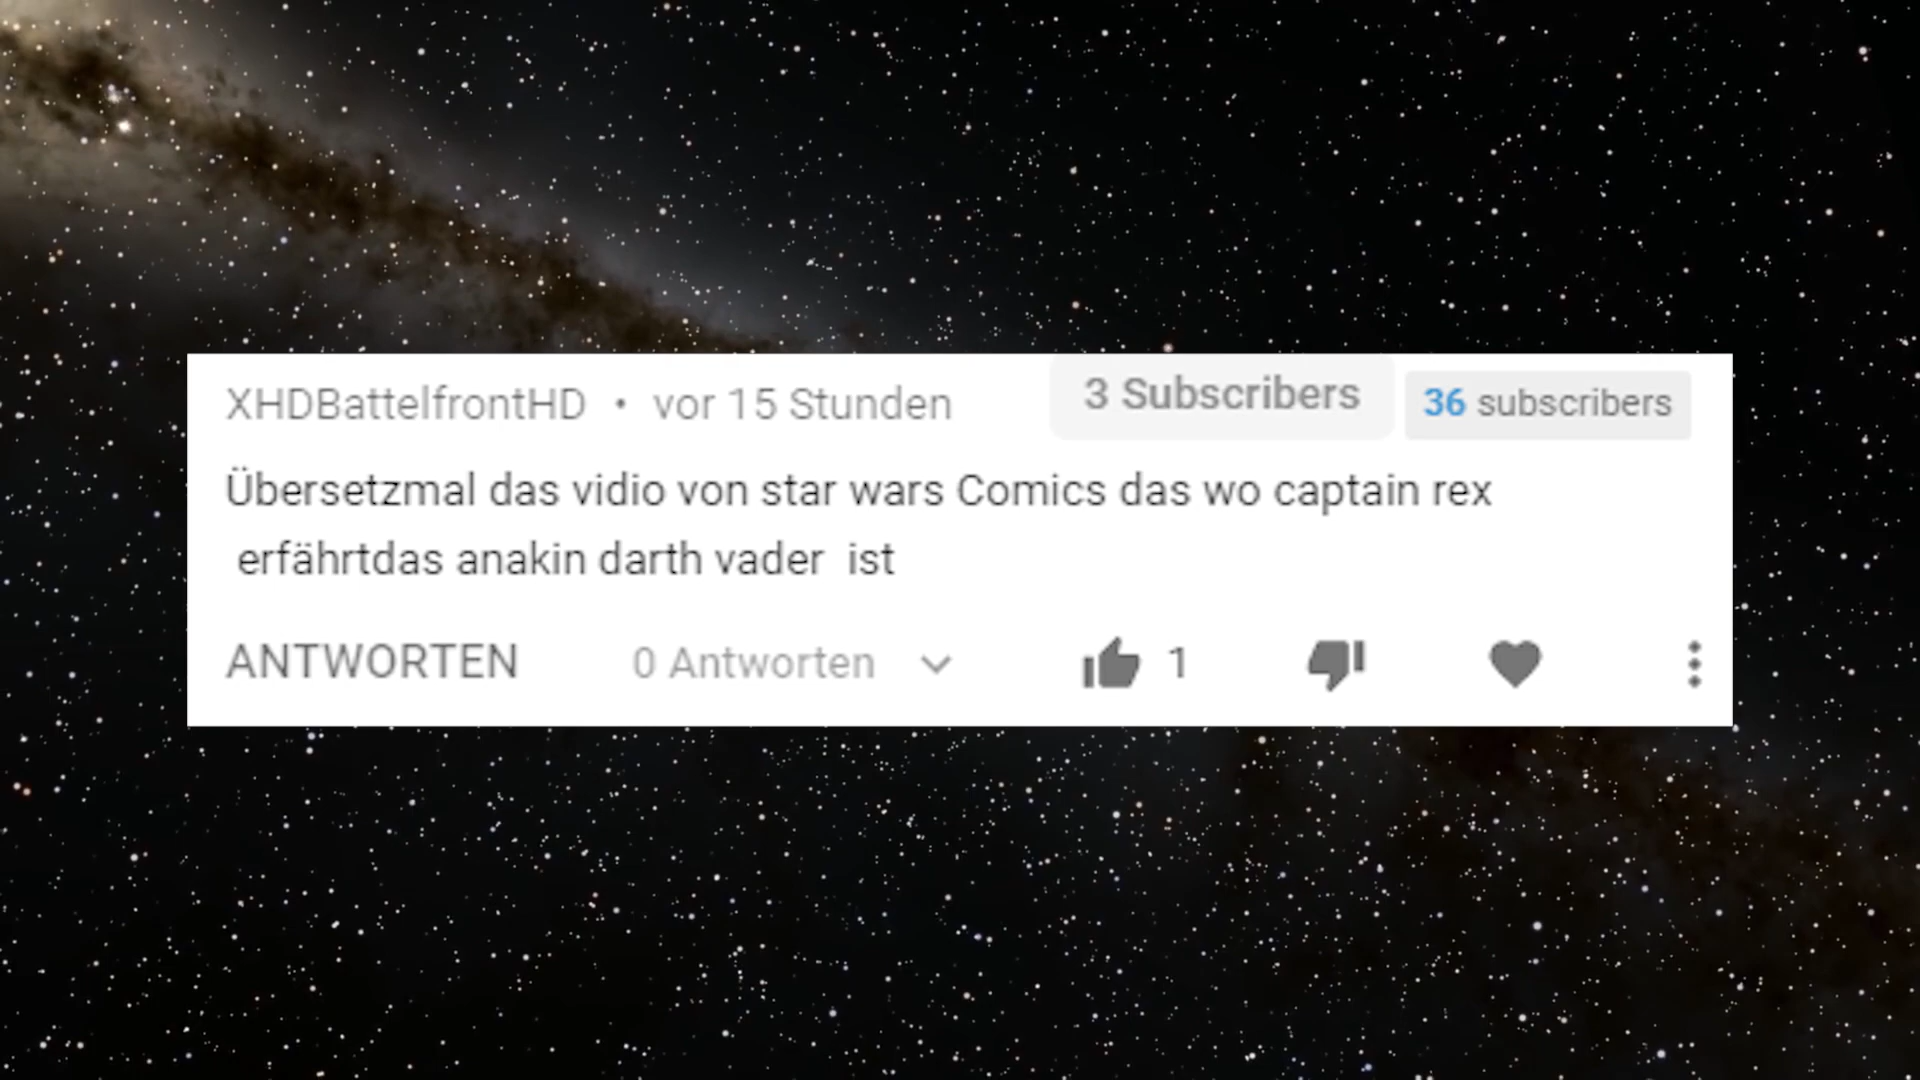 XHDBattelfrontHD • vor 15 Stunden 3 Subscribers 36 subscribers
Übersetzmal das vidio von star wars Comics das wo captain rex
erfährtdas anakin darth vader ist
ANTWORTEN 0 Antworten 1